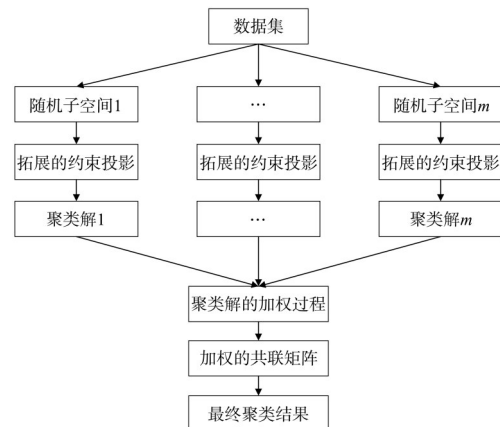 数据集
随机子空间1
…
随机子空间m
拓展的约束投影
拓展的约束投影
拓展的约束投影
聚类解1
…
聚类解m
聚类解的加权过程
加权的共联矩阵
最终聚类结果